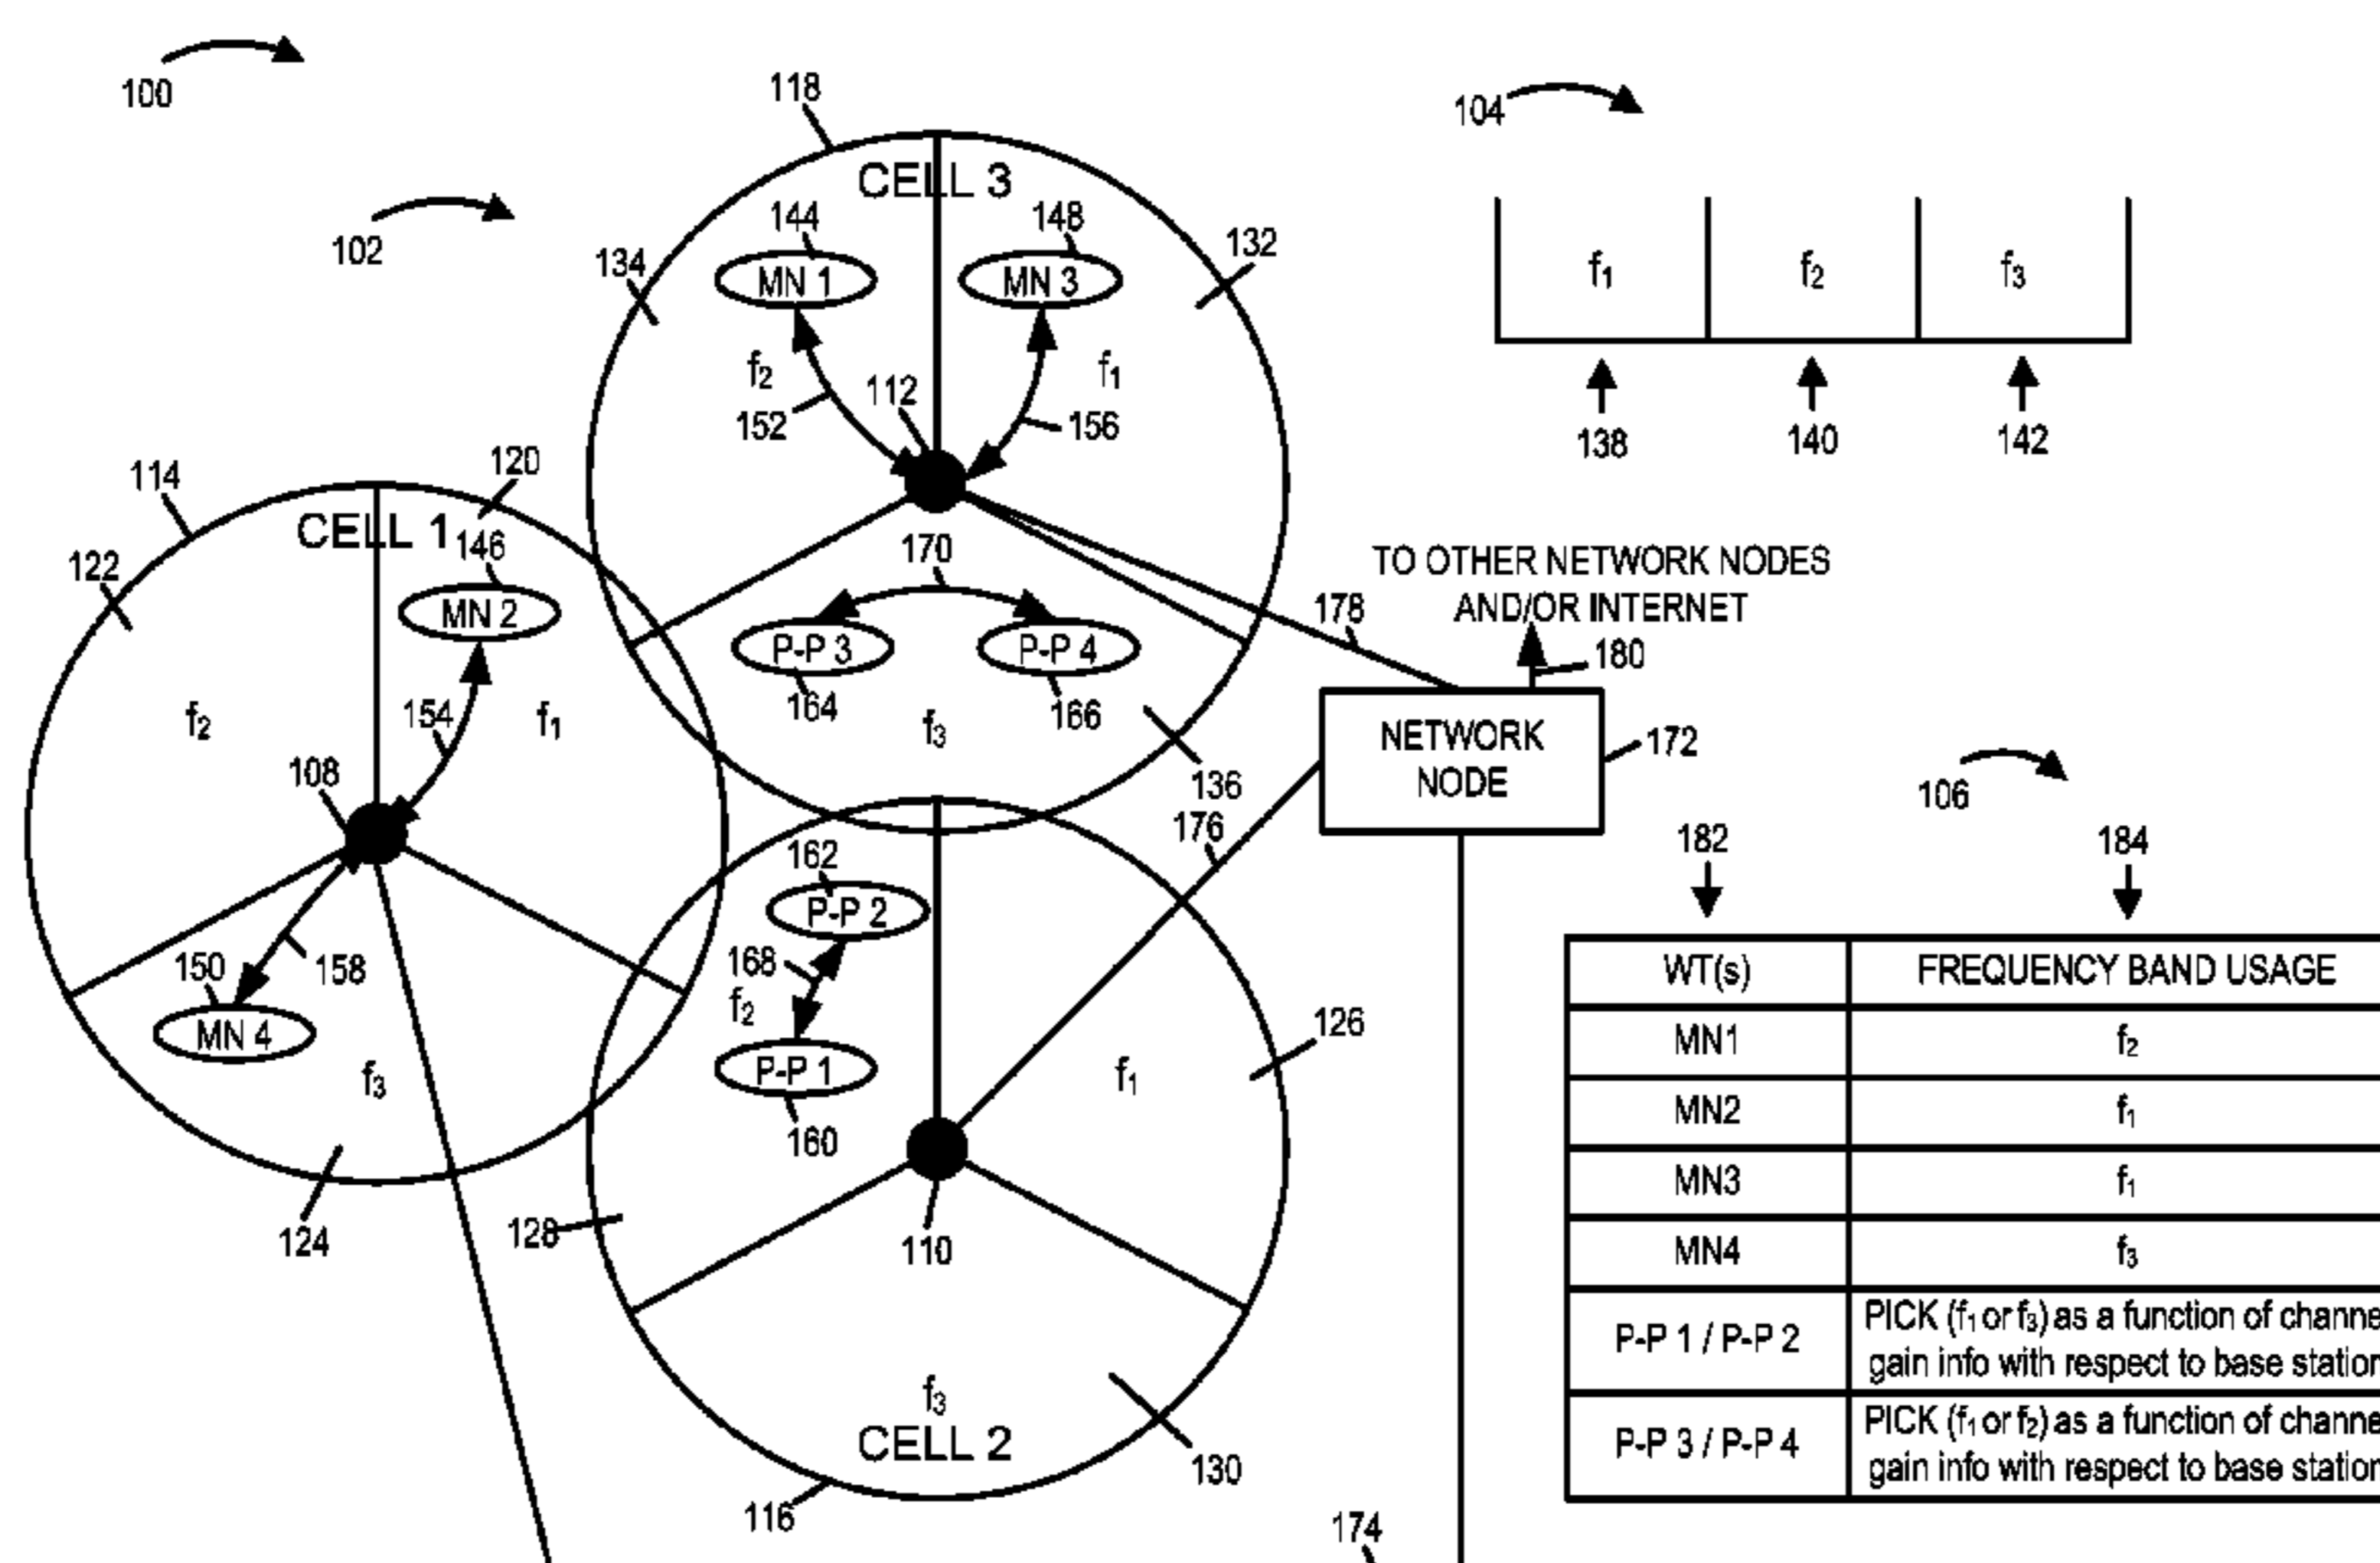 100
102
118
CELL 3
144
148
134
132
MN 1
MN 3
f₂
f₁
152
112
156
170
P-P 3
P-P 4
164
166
f₃
136
104
f₁
f₂
f₃
138
140
142
114
120
CELL 1
146
122
MN 2
f₂
154
f₁
108
150
158
MN 4
f₃
124
TO OTHER NETWORK NODES
AND/OR INTERNET
178
180
NETWORK
NODE
172
176
162
P-P 2
168
f₂
P-P 1
160
f₁
126
128
110
f₃
CELL 2
130
116
174
106
182
184
WT(s)
FREQUENCY BAND USAGE
MN1
f₂
MN2
f₁
MN3
f₁
MN4
f₃
P-P 1 / P-P 2
PICK (f₁ or f₃) as a function of channe
gain info with respect to base station
P-P 3 / P-P 4
PICK (f₁ or f₂) as a function of channe
gain info with respect to base station